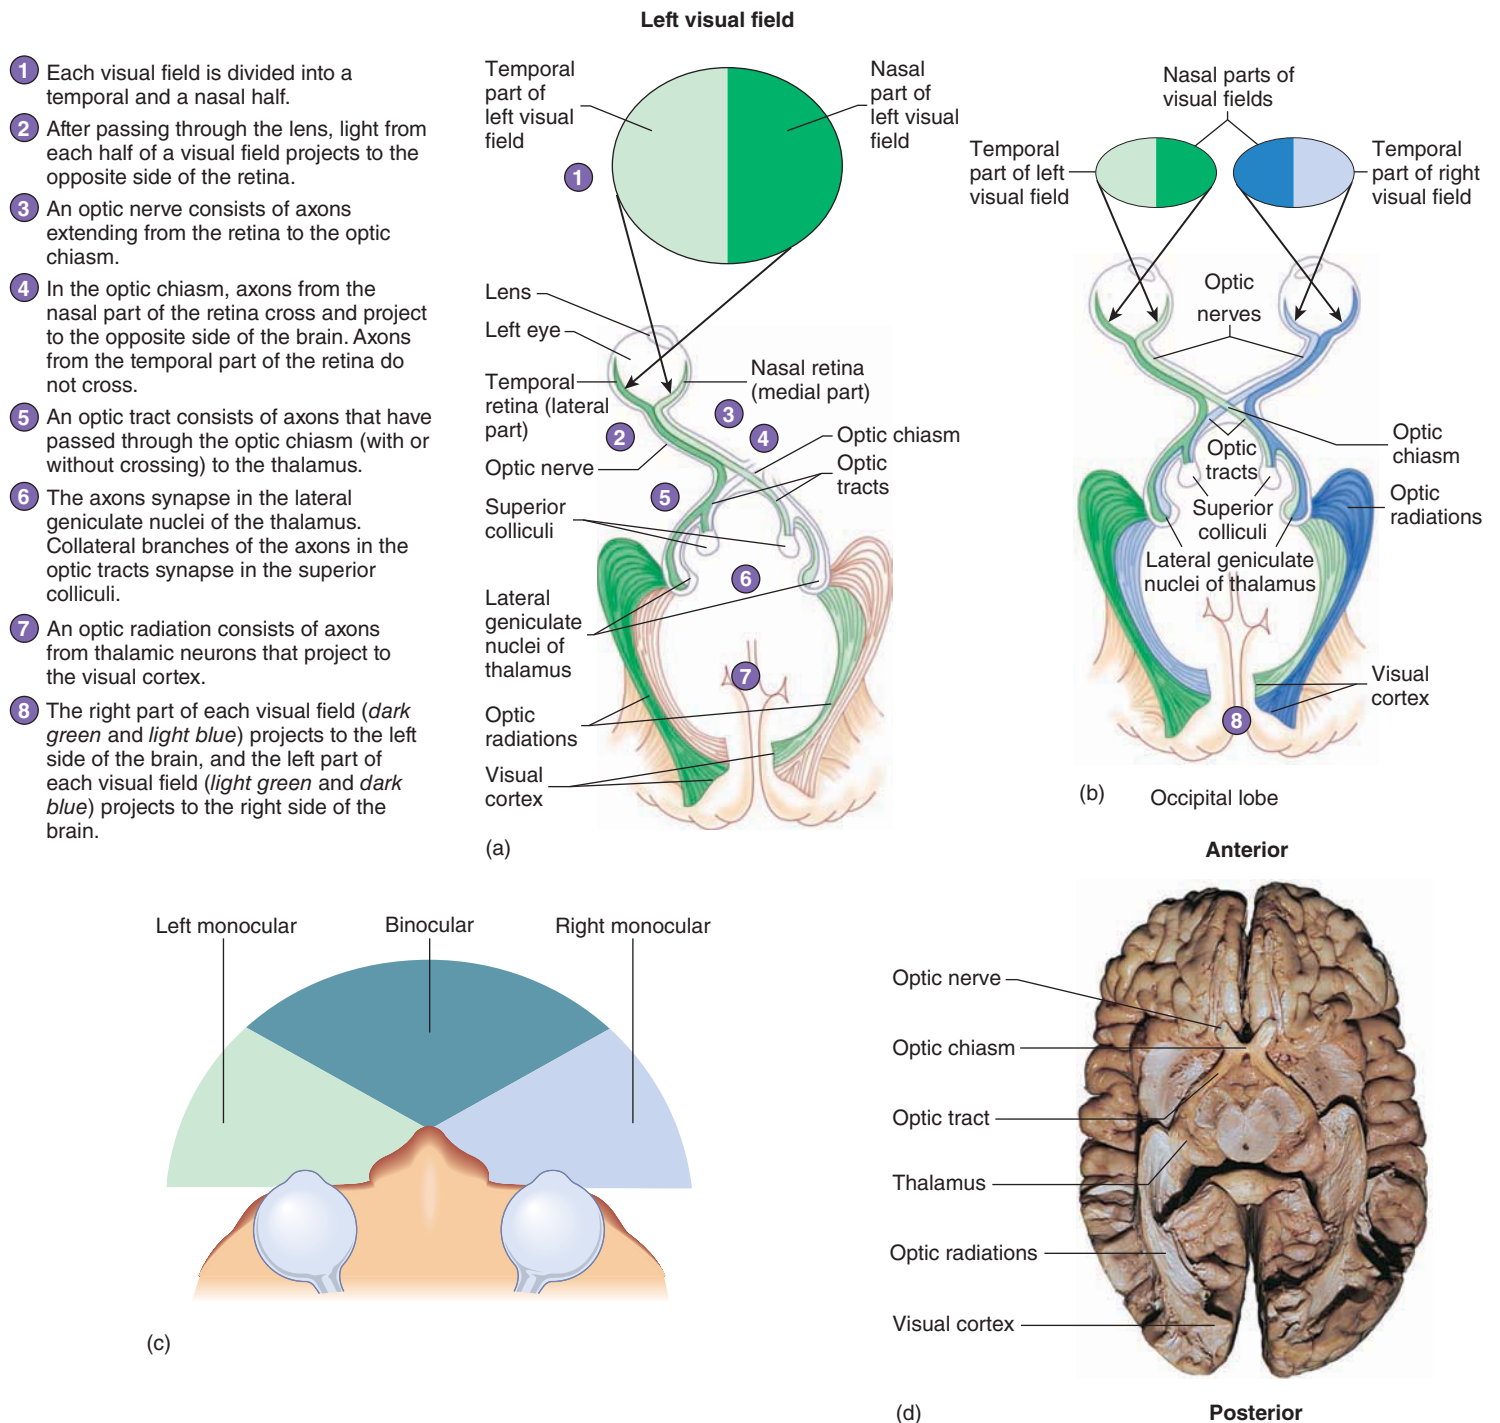 Left visual field
1 Each visual field is divided into a
temporal and a nasal half.
2 After passing through the lens, light from
each half of a visual field projects to the
opposite side of the retina.
3 An optic nerve consists of axons
extending from the retina to the optic
chiasm.
4 In the optic chiasm, axons from the
nasal part of the retina cross and project
to the opposite side of the brain. Axons
from the temporal part of the retina do
not cross.
5 An optic tract consists of axons that have
passed through the optic chiasm (with or
without crossing) to the thalamus.
6 The axons synapse in the lateral
geniculate nuclei of the thalamus.
Collateral branches of the axons in the
optic tracts synapse in the superior
colliculi.
7 An optic radiation consists of axons
from thalamic neurons that project to
the visual cortex.
8 The right part of each visual field (dark
green and light blue) projects to the left
side of the brain, and the left part of
each visual field (light green and dark
blue) projects to the right side of the
brain.
Temporal
part of
left visual
field
Nasal
part of
left visual
field
1
Lens
Left eye
Temporal
retina (lateral
part)
Nasal retina
(medial part)
3
2
4
Optic nerve
Optic chiasm
Optic
tracts
5
Superior
colliculi
6
Lateral
geniculate
nuclei of
thalamus
7
Optic
radiations
Visual
cortex
(a)
Nasal parts of
visual fields
Temporal
part of left
visual field
Temporal
part of right
visual field
Optic
nerves
Optic
tracts
Optic
chiasm
Superior
colliculi
Optic
radiations
Lateral geniculate
nuclei of thalamus
Visual
cortex
8
(b)
Occipital lobe
Left monocular
Binocular
Right monocular
(c)
Anterior
Optic nerve
Optic chiasm
Optic tract
Thalamus
Optic radiations
Visual cortex
(d)
Posterior